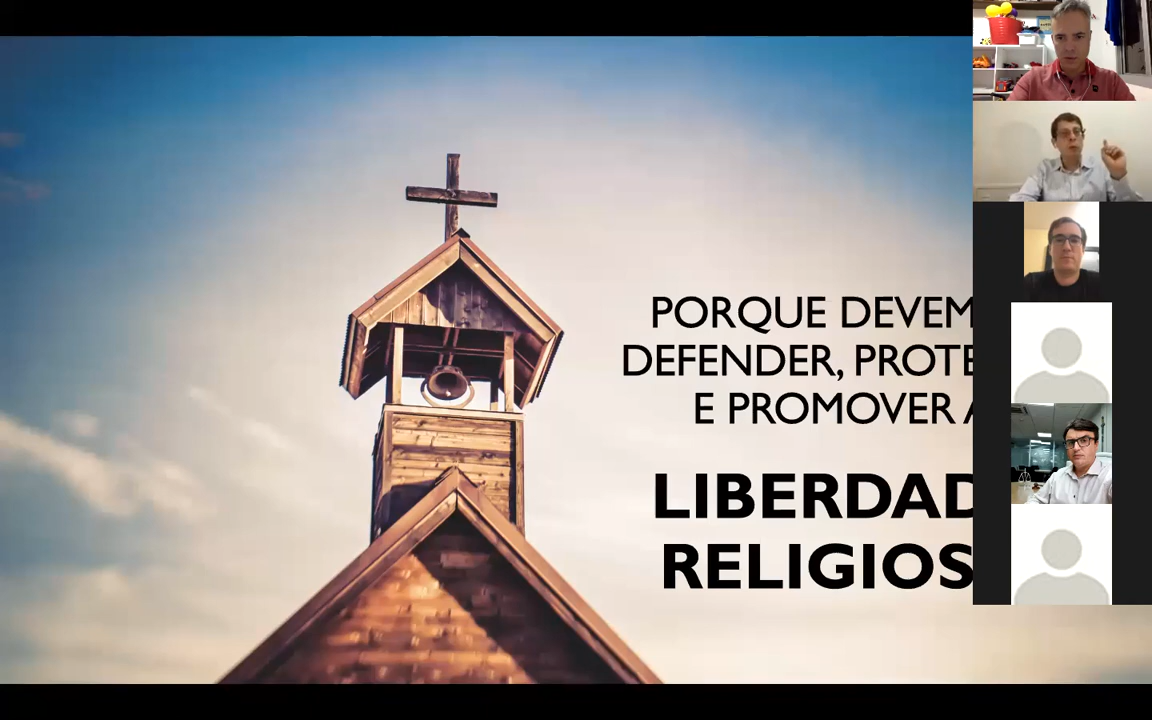 PORQUE DEVEM
DEFENDER, PROTE
E PROMOVER A
LIBERDAD
RELIGIOS